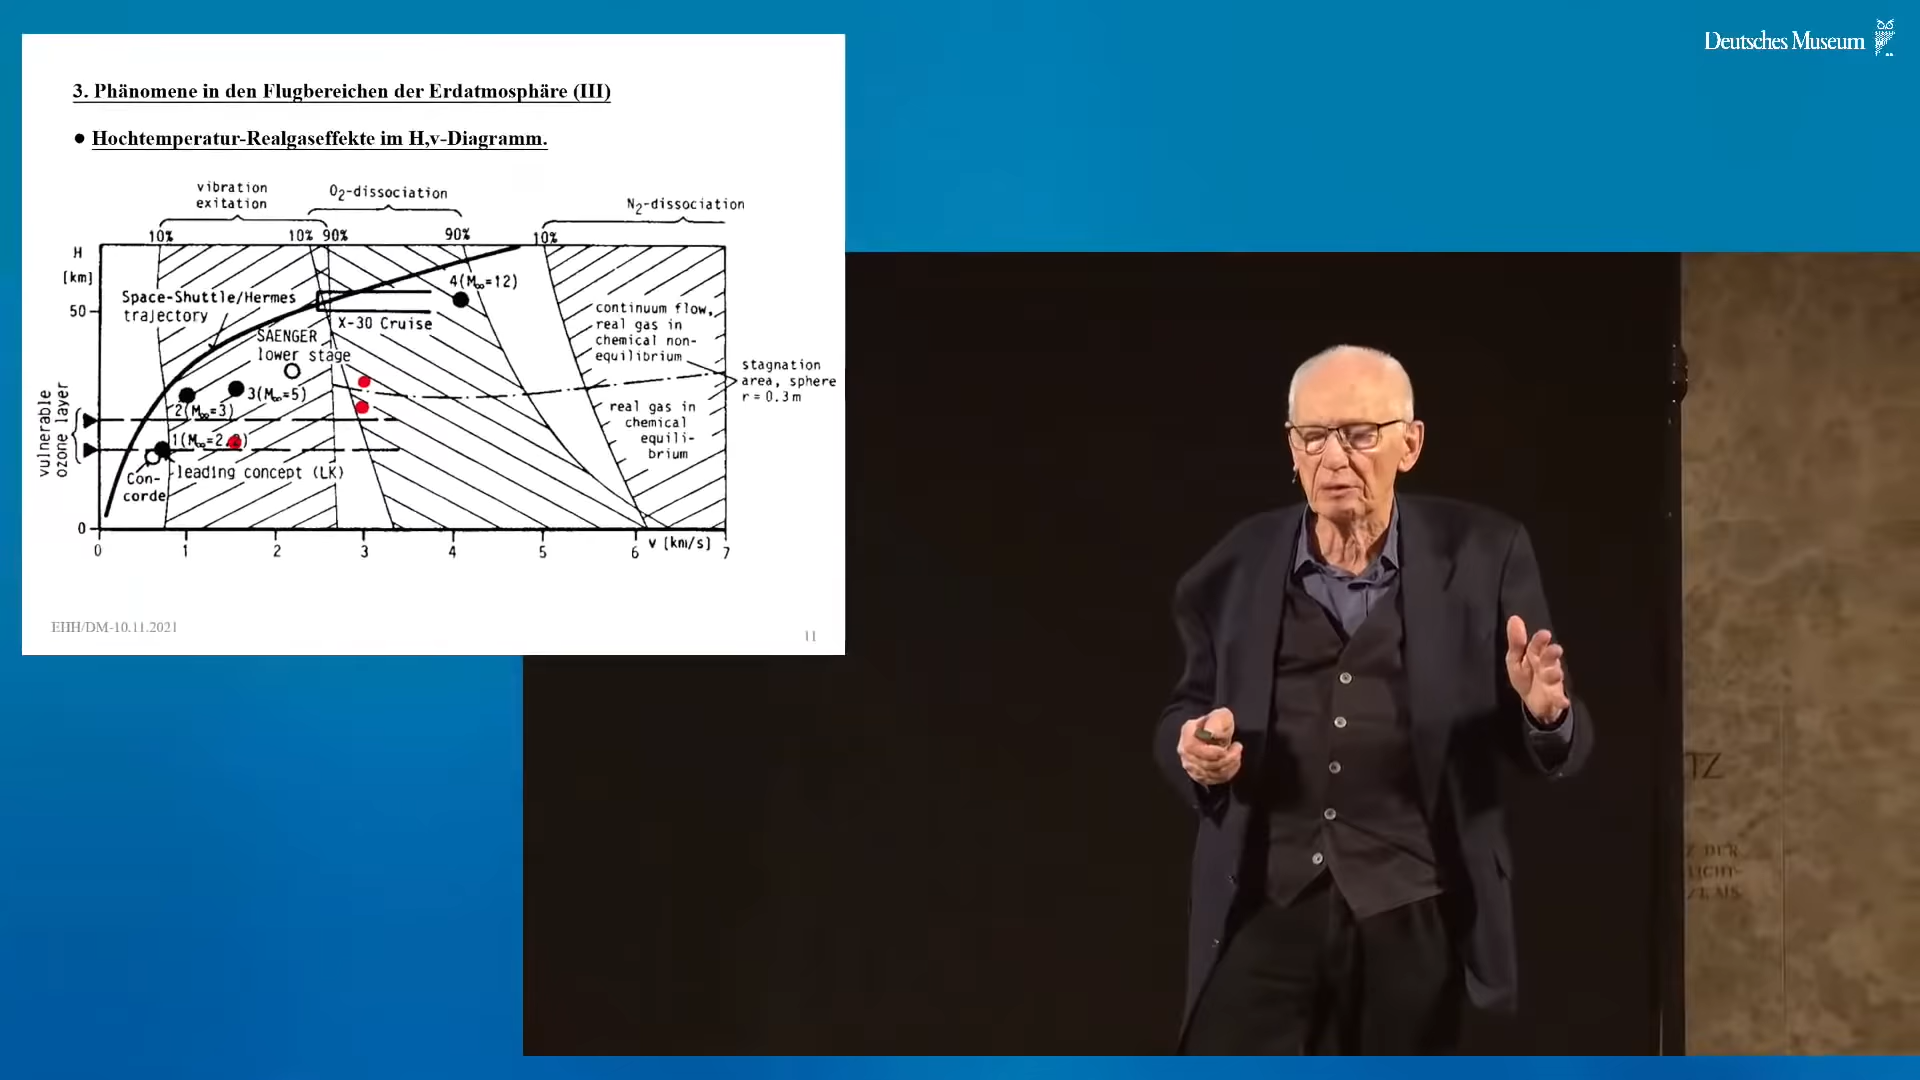 Deutsches Museum
3. Phänomene in den Flugbereichen der Erdatmosphäre (III)
● Hochtemperatur-Realgaseffekte im H,v-Diagramm.
vibration
exitation
O2-dissociation
N2-dissociation
10%
10% 90%
90%
10%
H
[km]
50
0
Space-Shuttle/Hermes
trajectory
4(M∞=12)
X-30 Cruise
SAENGER
lower stage
3(M∞=5)
2(M∞=3)
1(M∞=2.2)
leading concept (LK)
Con-
corde
vulnerable
ozone layer
continuum flow,
real gas in
chemical non-
equilibrium
stagnation
area, sphere
r = 0.3 m
real gas in
chemical
equili-
brium
0 1 2 3 4 5 6 v [km/s] 7
EHH/DM-10.11.2021
11
TZ
Z DER
LICHT-